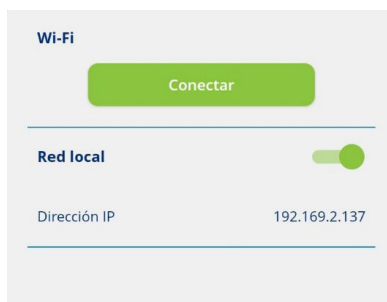 Wi-Fi
Conectar
Red local
Dirección IP 192.169.2.137